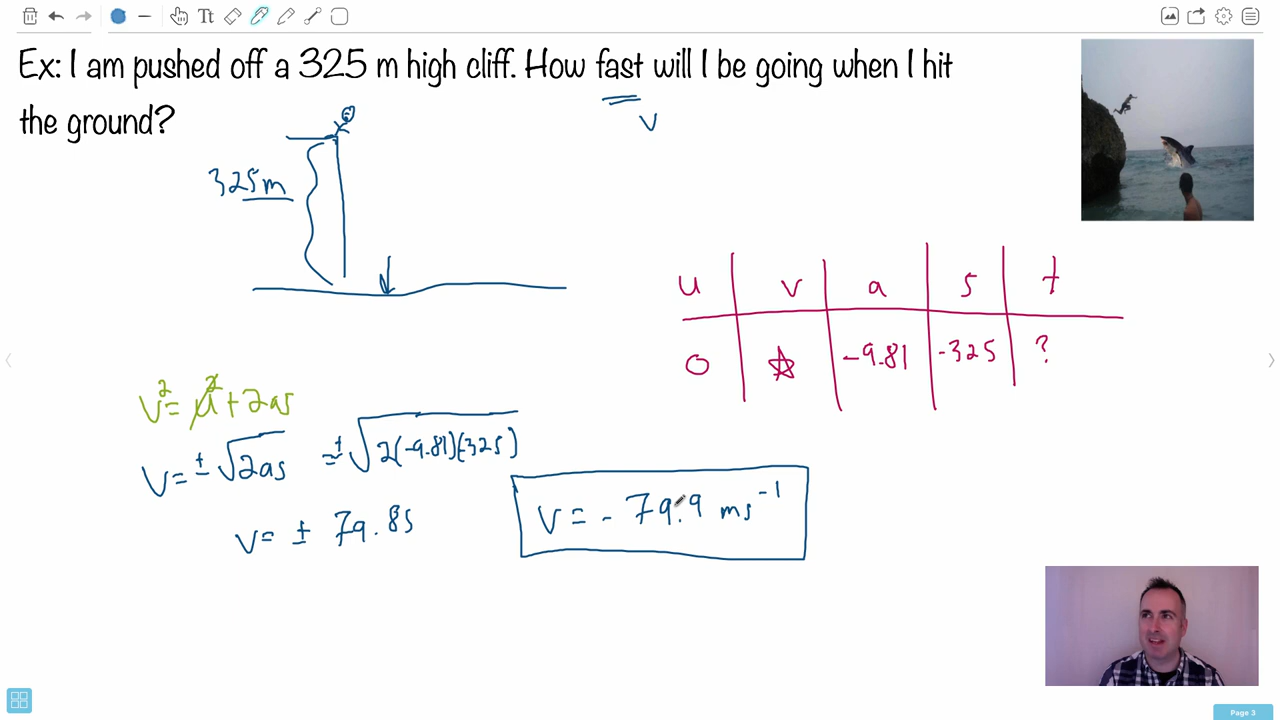 Tt
Ex: I am pushed off a 325 m high cliff. How fast will I be going when I hit
the ground?
v
325m
u v a s t
0 ☆ -9.81 -325 ?
v²= u²+2as
v= ± √2as = ± √2(-9.81)(-325)
v= ± 79.85
v = - 79.9 ms⁻¹
Page 3